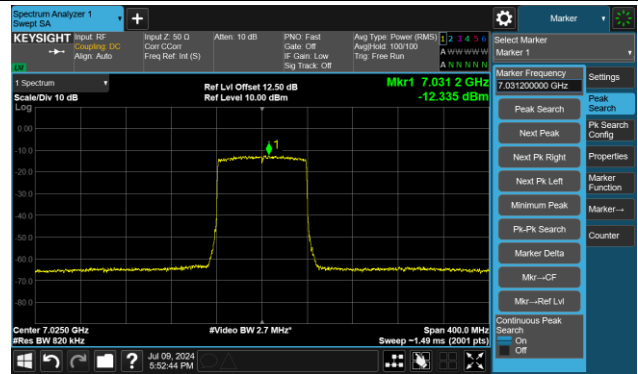 Spectrum Analyzer 1
Swept SA
Marker
KEYSIGHT
Input: RF
Coupling: DC
Align: Auto
Input Z: 50 Ω
Corr CCorr
Freq Ref: Int (S)
Atten: 10 dB
PNO: Fast
Gate: Off
IF Gain: Low
Sig Track: Off
Avg Type: Power (RMS)
Avg|Hold: 100/100
Trig: Free Run
1 2 3 4 5 6
A W W W W W
A N N N N N
Select Marker
Marker 1
1 Spectrum
Scale/Div 10 dB
Ref Lvl Offset 12.50 dB
Ref Level 10.00 dBm
Mkr1 7.031 2 GHz
-12.335 dBm
Log
0.00
-10.0
-20.0
-30.0
-40.0
-50.0
-60.0
-70.0
-80.0
1
Center 7.0250 GHz
#Res BW 820 kHz
#Video BW 2.7 MHz*
Span 400.0 MHz
Sweep ~1.49 ms (2001 pts)
Marker Frequency
7.031200000 GHz
Peak Search
Next Peak
Next Pk Right
Next Pk Left
Minimum Peak
Pk-Pk Search
Marker Delta
Mkr→CF
Mkr→Ref Lvl
Continuous Peak
Search
On
Off
Settings
Peak
Search
Pk Search
Config
Properties
Marker
Function
Marker→
Counter
Jul 09, 2024
5:52:44 PM